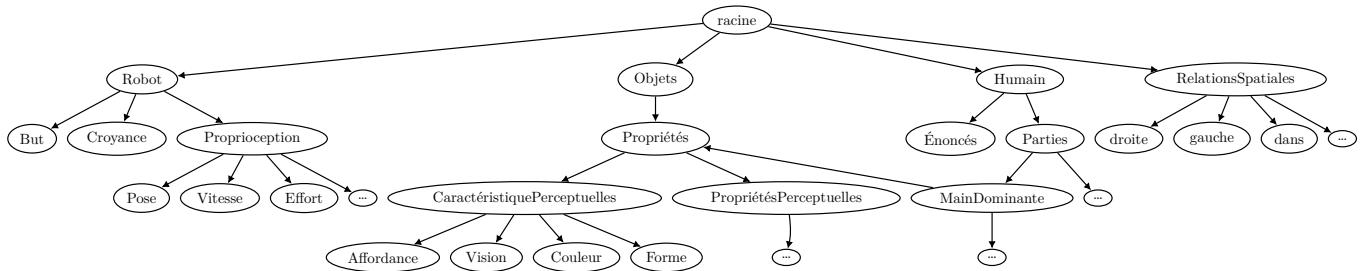 racine
Robot
Objets
Humain
RelationsSpatiales
But
Croyance
Proprioception
Propriétés
Énoncés
Parties
droite
gauche
dans
...
Pose
Vitesse
Effort
...
CaractéristiquePerceptuelles
PropriétésPerceptuelles
MainDominante
...
Affordance
Vision
Couleur
Forme
...
...